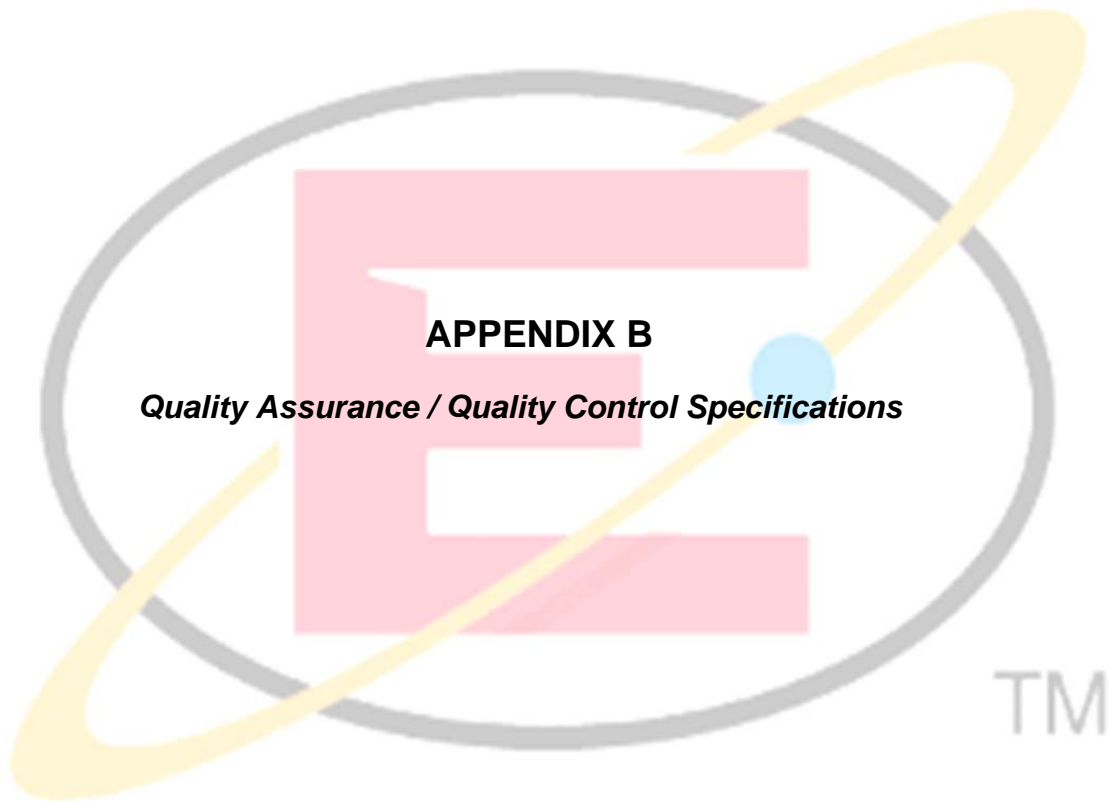 APPENDIX B
Quality Assurance / Quality Control Specifications
E
TM